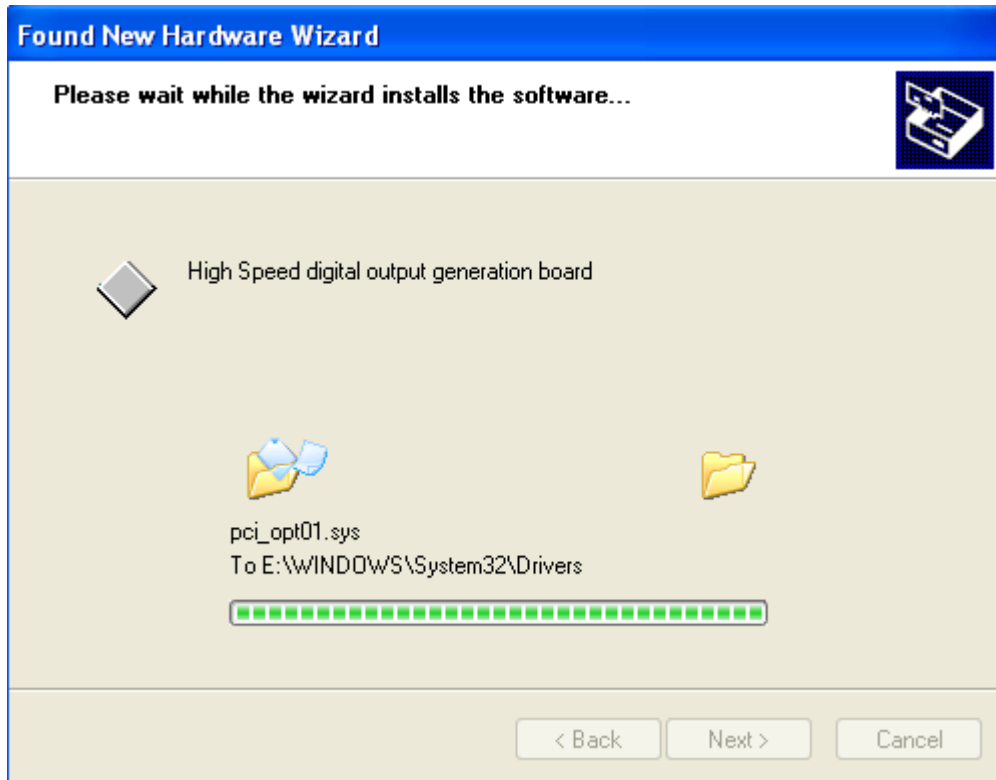 Found New Hardware Wizard
Please wait while the wizard installs the software...
High Speed digital output generation board
pci_opt01.sys
To E:\WINDOWS\System32\Drivers
< Back
Next >
Cancel